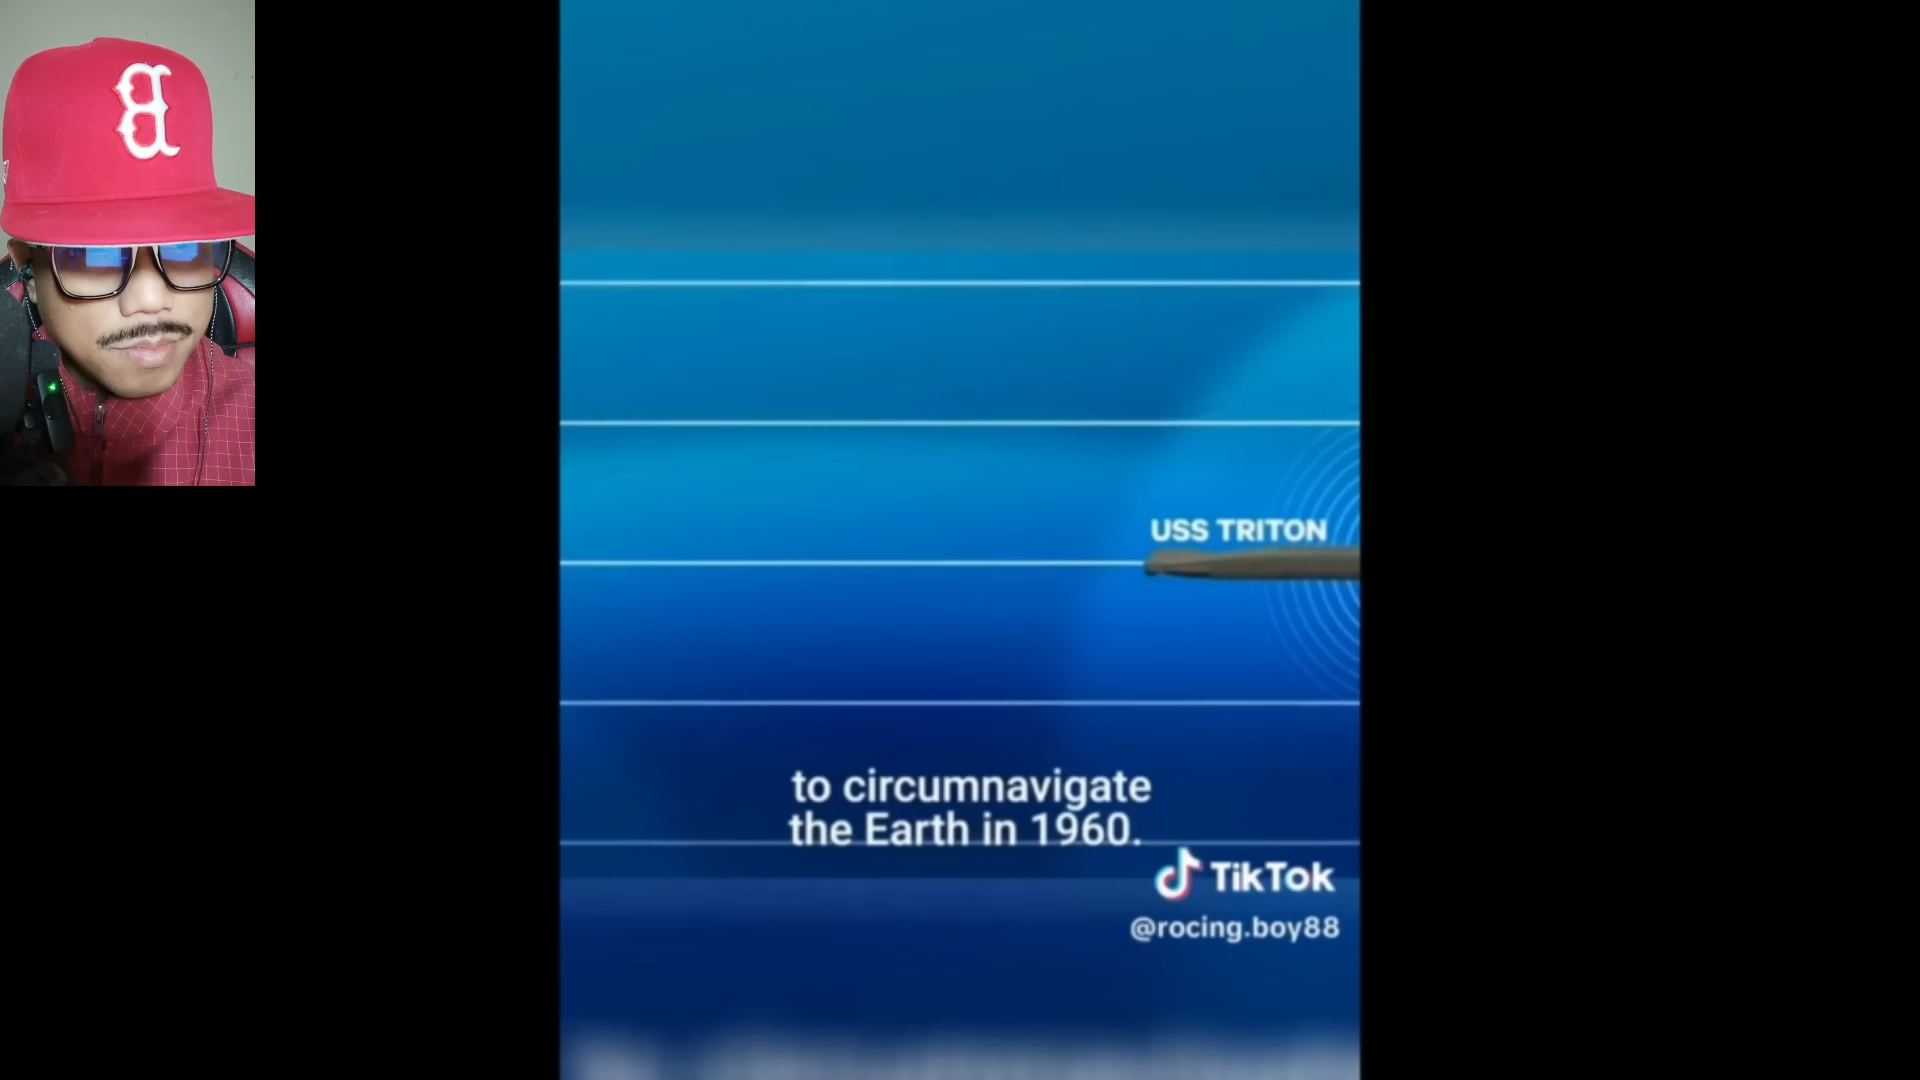 B
USS TRITON
to circumnavigate
the Earth in 1960.
TikTok
@rocing.boy88